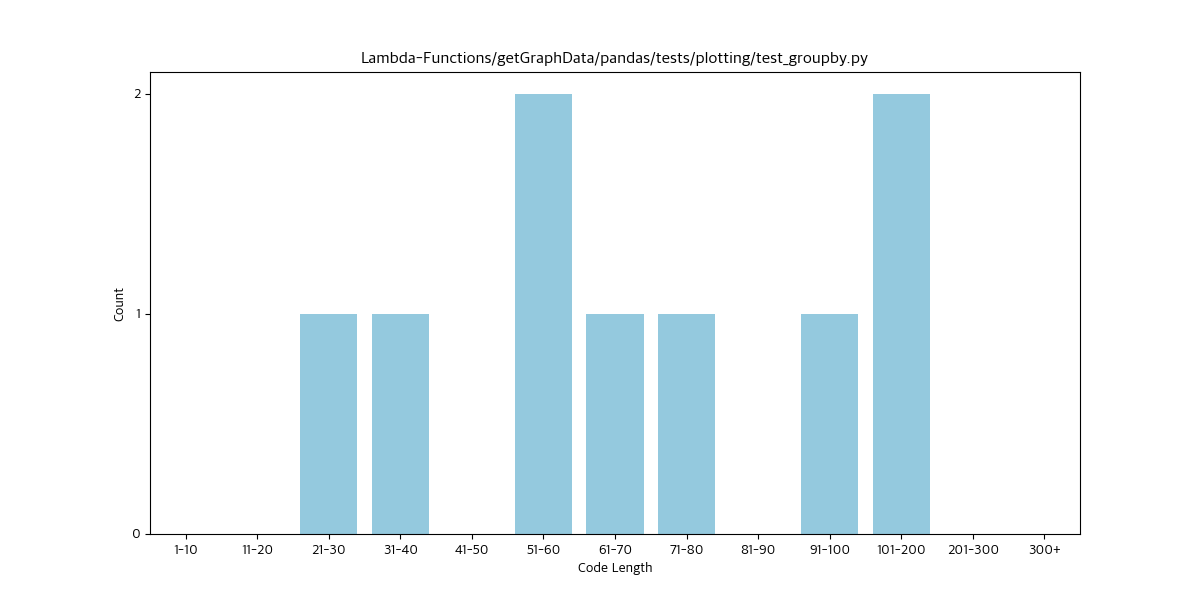 Lambda-Functions/getGraphData/pandas/tests/plotting/test_groupby.py
2
1
0
Count
1-10 11-20 21-30 31-40 41-50 51-60 61-70 71-80 81-90 91-100 101-200 201-300 300+
Code Length